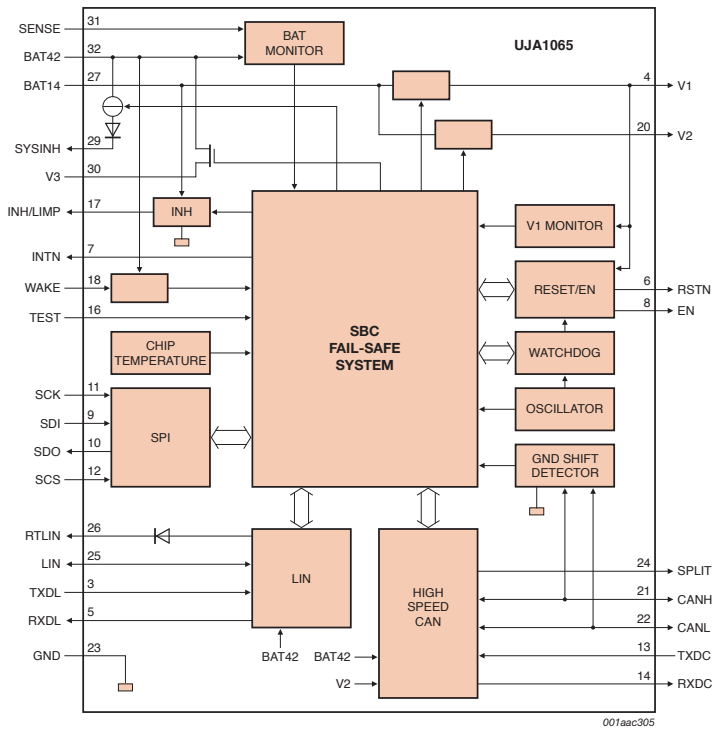 SENSE 31
BAT MONITOR
UJA1065
BAT42 32
BAT14 27
4 V1
20 V2
SYSINH 29
V3 30
INH/LIMP 17
INH
V1 MONITOR
INTN 7
WAKE 18
RESET/EN
6 RSTN
8 EN
TEST 16
SBC
FAIL-SAFE
SYSTEM
CHIP
TEMPERATURE
WATCHDOG
SCK 11
OSCILLATOR
SDI 9
SPI
SDO 10
GND SHIFT
DETECTOR
SCS 12
RTLIN 26
LIN 25
LIN
TXDL 3
RXDL 5
HIGH
SPEED
CAN
24 SPLIT
21 CANH
22 CANL
GND 23
BAT42
BAT42
13 TXDC
V2
14 RXDC
001aac305